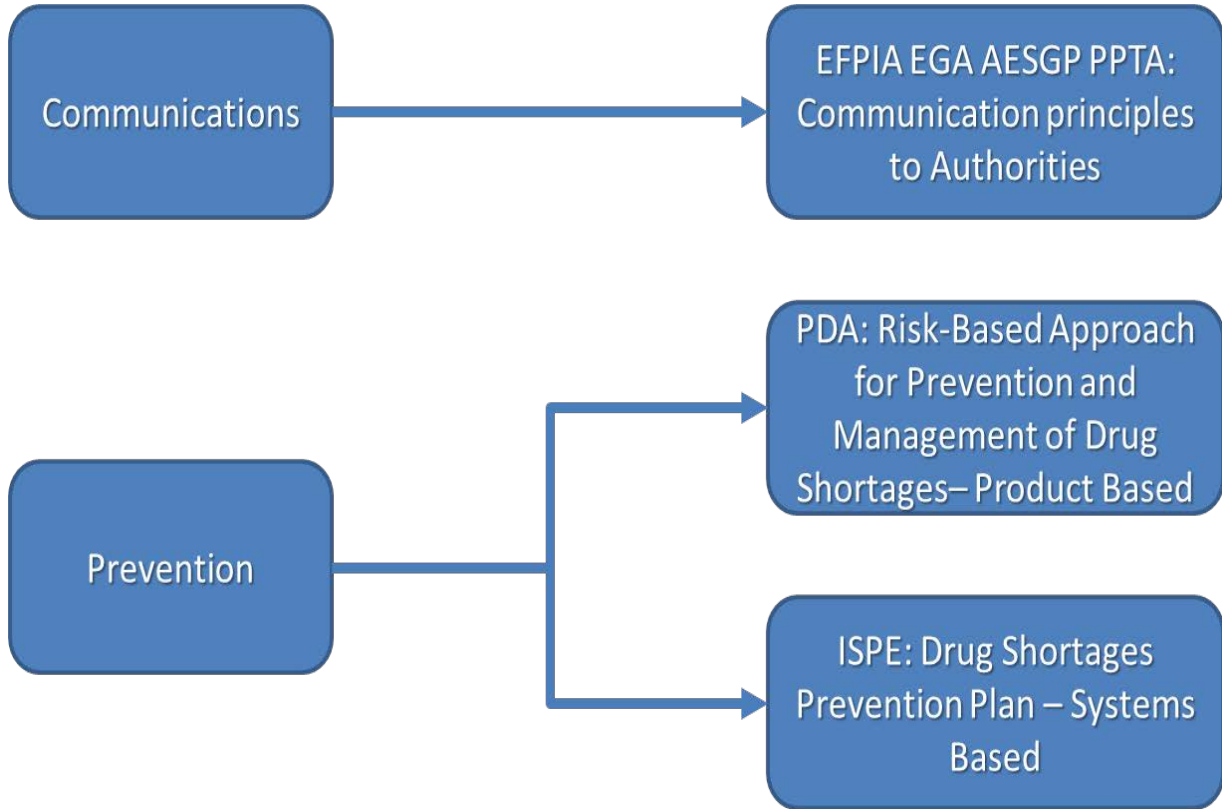 Communications
EFPIA EGA AESGP PPTA:
Communication principles
to Authorities
PDA: Risk-Based Approach
for Prevention and
Management of Drug
Shortages– Product Based
Prevention
ISPE: Drug Shortages
Prevention Plan – Systems
Based